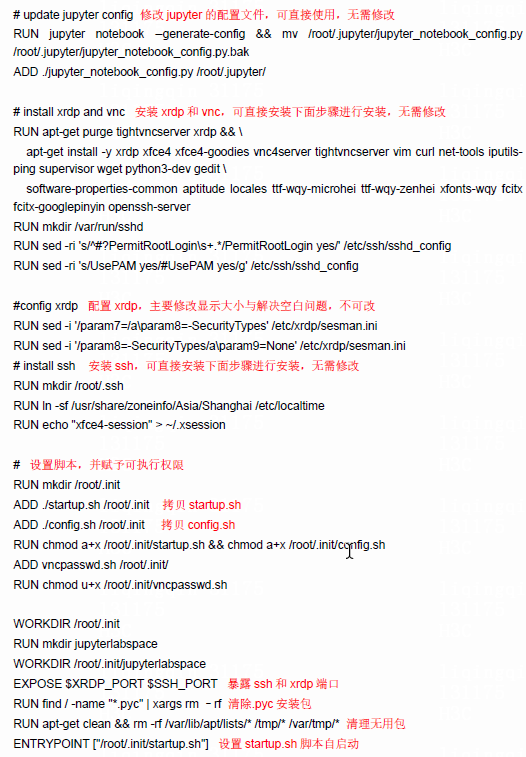 # update jupyter config 修改 jupyter 的配置文件，可直接使用，无需修改
RUN jupyter notebook –generate-config && mv /root/.jupyter/jupyter_notebook_config.py
/root/.jupyter/jupyter_notebook_config.py.bak
ADD ./jupyter_notebook_config.py /root/.jupyter/
# install xrdp and vnc 安装 xrdp 和 vnc，可直接安装下面步骤进行安装，无需修改
RUN apt-get purge tightvncserver xrdp && \
apt-get install -y xrdp xfce4 xfce4-goodies vnc4server tightvncserver vim curl net-tools iputils-
ping supervisor wget python3-dev gedit \
software-properties-common aptitude locales ttf-wqy-microhei ttf-wqy-zenhei xfonts-wqy fcitx
fcitx-googlepinyin openssh-server
RUN mkdir /var/run/sshd
RUN sed -ri 's/^#?PermitRootLogin\s+.*/PermitRootLogin yes/' /etc/ssh/sshd_config
RUN sed -ri 's/UsePAM yes/#UsePAM yes/g' /etc/ssh/sshd_config
#config xrdp 配置 xrdp，主要修改显示大小与解决空白问题，不可改
RUN sed -i '/param7=/a\param8=-SecurityTypes' /etc/xrdp/sesman.ini
RUN sed -i '/param8=-SecurityTypes/a\param9=None' /etc/xrdp/sesman.ini
# install ssh 安装 ssh，可直接安装下面步骤进行安装，无需修改
RUN mkdir /root/.ssh
RUN ln -sf /usr/share/zoneinfo/Asia/Shanghai /etc/localtime
RUN echo "xfce4-session" > ~/.xsession
# 设置脚本，并赋予可执行权限
RUN mkdir /root/.init
ADD ./startup.sh /root/.init 拷贝 startup.sh
ADD ./config.sh /root/.init 拷贝 config.sh
RUN chmod a+x /root/.init/startup.sh && chmod a+x /root/.init/config.sh
ADD vncpasswd.sh /root/.init/
RUN chmod u+x /root/.init/vncpasswd.sh
WORKDIR /root/.init
RUN mkdir jupyterlabspace
WORKDIR /root/.init/jupyterlabspace
EXPOSE $XRDP_PORT $SSH_PORT 暴露 ssh 和 xrdp 端口
RUN find / -name "*.pyc" | xargs rm －rf 清除.pyc 安装包
RUN apt-get clean && rm -rf /var/lib/apt/lists/* /tmp/* /var/tmp/* 清理无用包
ENTRYPOINT ["/root/.init/startup.sh"] 设置 startup.sh 脚本自启动